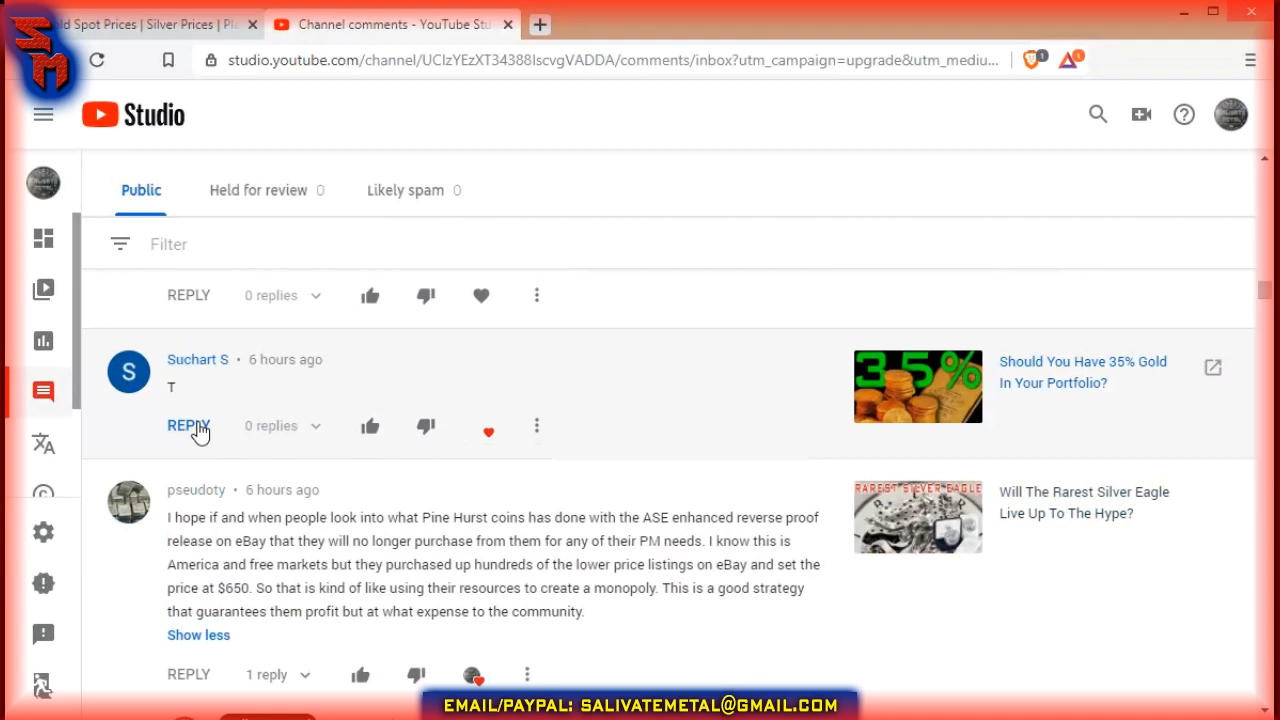 SM
ld Spot Prices | Silver Prices | Pla
Channel comments - YouTube Stu
studio.youtube.com/channel/UCIzYEzXT34388IscvgVADDA/comments/inbox?utm_campaign=upgrade&utm_mediu...
1
1
Studio
Public
Held for review 0
Likely spam 0
Filter
REPLY 0 replies
Suchart S • 6 hours ago
T
REPLY 0 replies
35%
Should You Have 35% Gold
In Your Portfolio?
pseudoty • 6 hours ago
I hope if and when people look into what Pine Hurst coins has done with the ASE enhanced reverse proof
release on eBay that they will no longer purchase from them for any of their PM needs. I know this is
America and free markets but they purchased up hundreds of the lower price listings on eBay and set the
price at $650. So that is kind of like using their resources to create a monopoly. This is a good strategy
that guarantees them profit but at what expense to the community.
Show less
REPLY 1 reply
RAREST SILVER EAGLE
Will The Rarest Silver Eagle
Live Up To The Hype?
EMAIL/PAYPAL: SALIVATEMETAL@GMAIL.COM